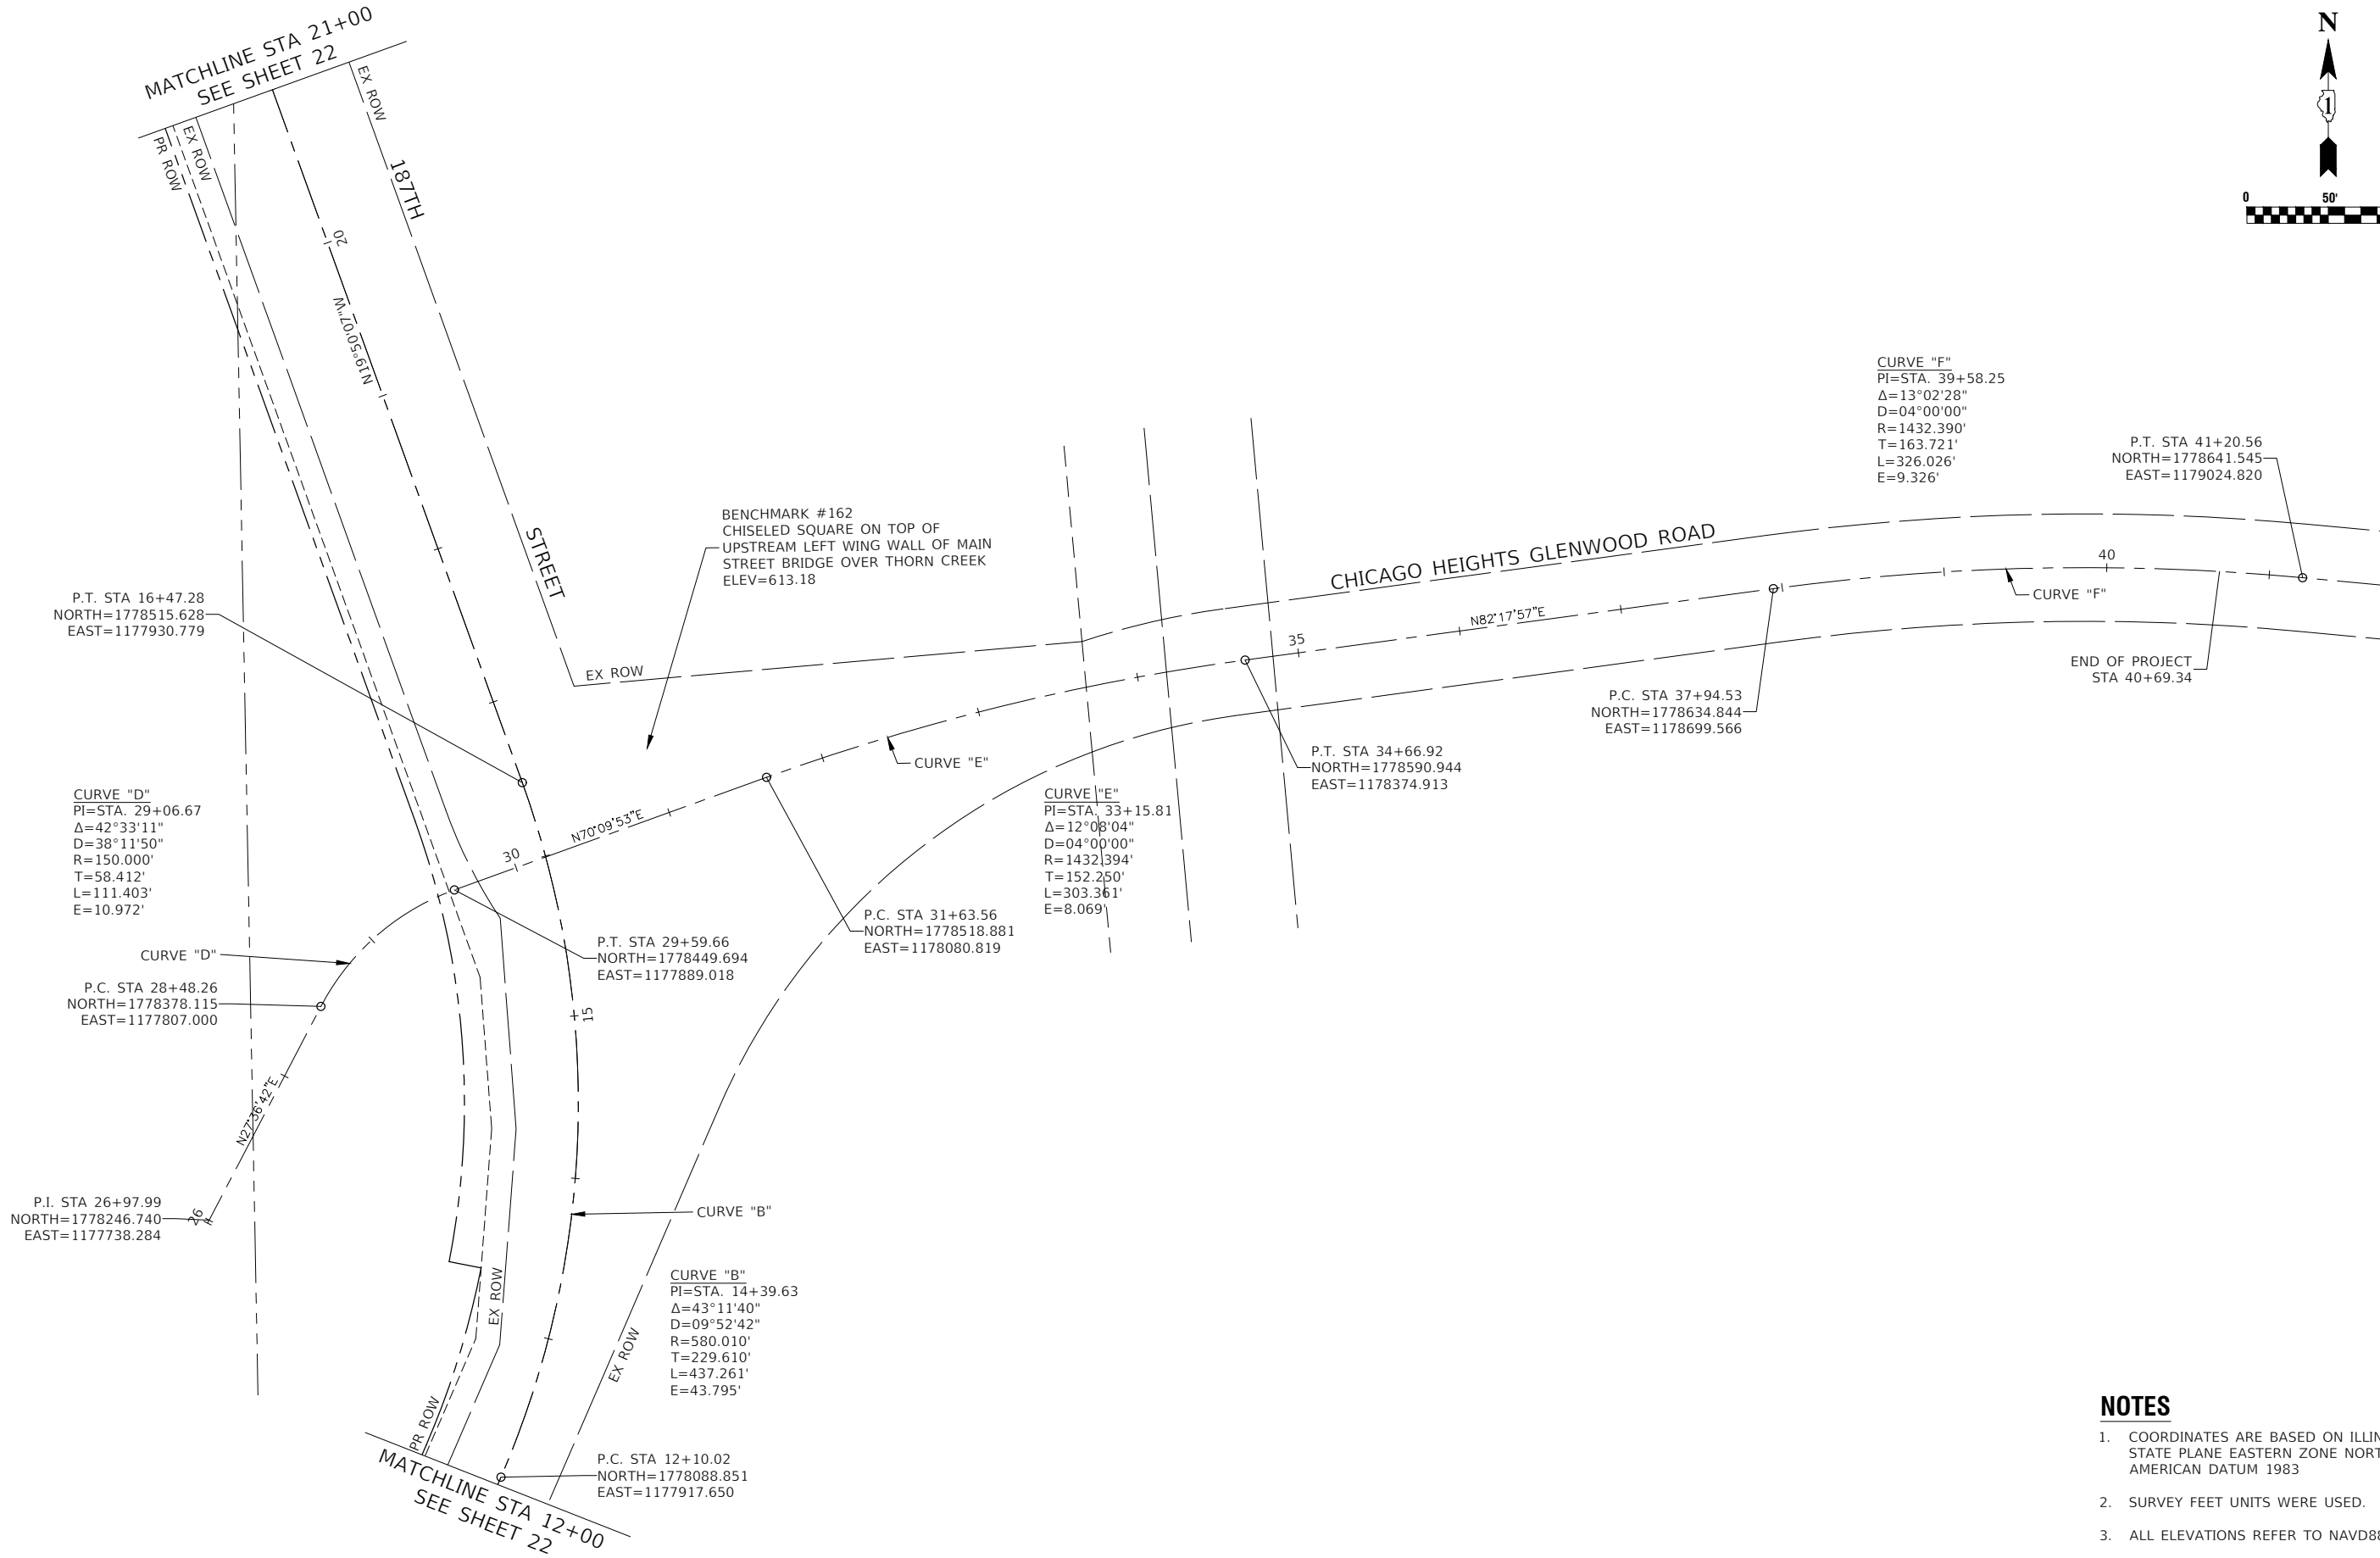 MATCHLINE STA 21+00
SEE SHEET 22
N
1
0
50'
EX ROW
EX ROW
PR ROW
187TH
STREET
20
N19°50'07"W
CURVE "F"
PI=STA. 39+58.25
Δ=13°02'28"
D=04°00'00"
R=1432.390'
T=163.721'
L=326.026'
E=9.326'
P.T. STA 41+20.56
NORTH=1778641.545
EAST=1179024.820
BENCHMARK #162
CHISELED SQUARE ON TOP OF
UPSTREAM LEFT WING WALL OF MAIN
STREET BRIDGE OVER THORN CREEK
ELEV=613.18
CHICAGO HEIGHTS GLENWOOD ROAD
40
CURVE "F"
P.T. STA 16+47.28
NORTH=1778515.628
EAST=1177930.779
N82°17'57"E
35
EX ROW
END OF PROJECT
STA 40+69.34
P.C. STA 37+94.53
NORTH=1778634.844
EAST=1178699.566
P.T. STA 34+66.92
NORTH=1778590.944
EAST=1178374.913
CURVE "E"
CURVE "E"
PI=STA. 33+15.81
Δ=12°08'04"
D=04°00'00"
R=1432.394'
T=152.250'
L=303.361'
E=8.069'
CURVE "D"
PI=STA. 29+06.67
Δ=42°33'11"
D=38°11'50"
R=150.000'
T=58.412'
L=111.403'
E=10.972'
N70°09'53"E
30
P.C. STA 31+63.56
NORTH=1778518.881
EAST=1178080.819
P.T. STA 29+59.66
NORTH=1778449.694
EAST=1177889.018
CURVE "D"
P.C. STA 28+48.26
NORTH=1778378.115
EAST=1177807.000
15
N27°36'42"E
P.I. STA 26+97.99
NORTH=1778246.740
EAST=1177738.284
26
CURVE "B"
CURVE "B"
PI=STA. 14+39.63
Δ=43°11'40"
D=09°52'42"
R=580.010'
T=229.610'
L=437.261'
E=43.795'
EX ROW
EX ROW
PR ROW
P.C. STA 12+10.02
NORTH=1778088.851
EAST=1177917.650
MATCHLINE STA 12+00
SEE SHEET 22
NOTES
1. COORDINATES ARE BASED ON ILLIN
STATE PLANE EASTERN ZONE NORT
AMERICAN DATUM 1983
2. SURVEY FEET UNITS WERE USED.
3. ALL ELEVATIONS REFER TO NAVD88